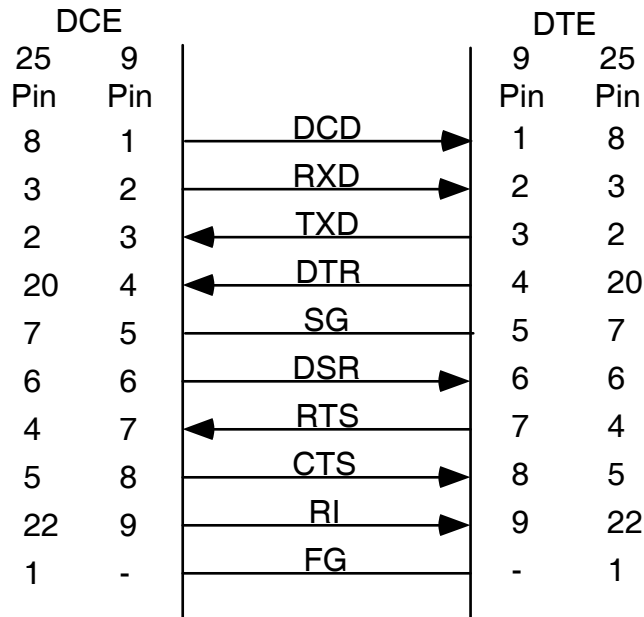 DCE DTE
25 9 9 25
Pin Pin Pin Pin
8 1 DCD 1 8
3 2 RXD 2 3
2 3 TXD 3 2
20 4 DTR 4 20
7 5 SG 5 7
6 6 DSR 6 6
4 7 RTS 7 4
5 8 CTS 8 5
22 9 RI 9 22
1 - FG - 1